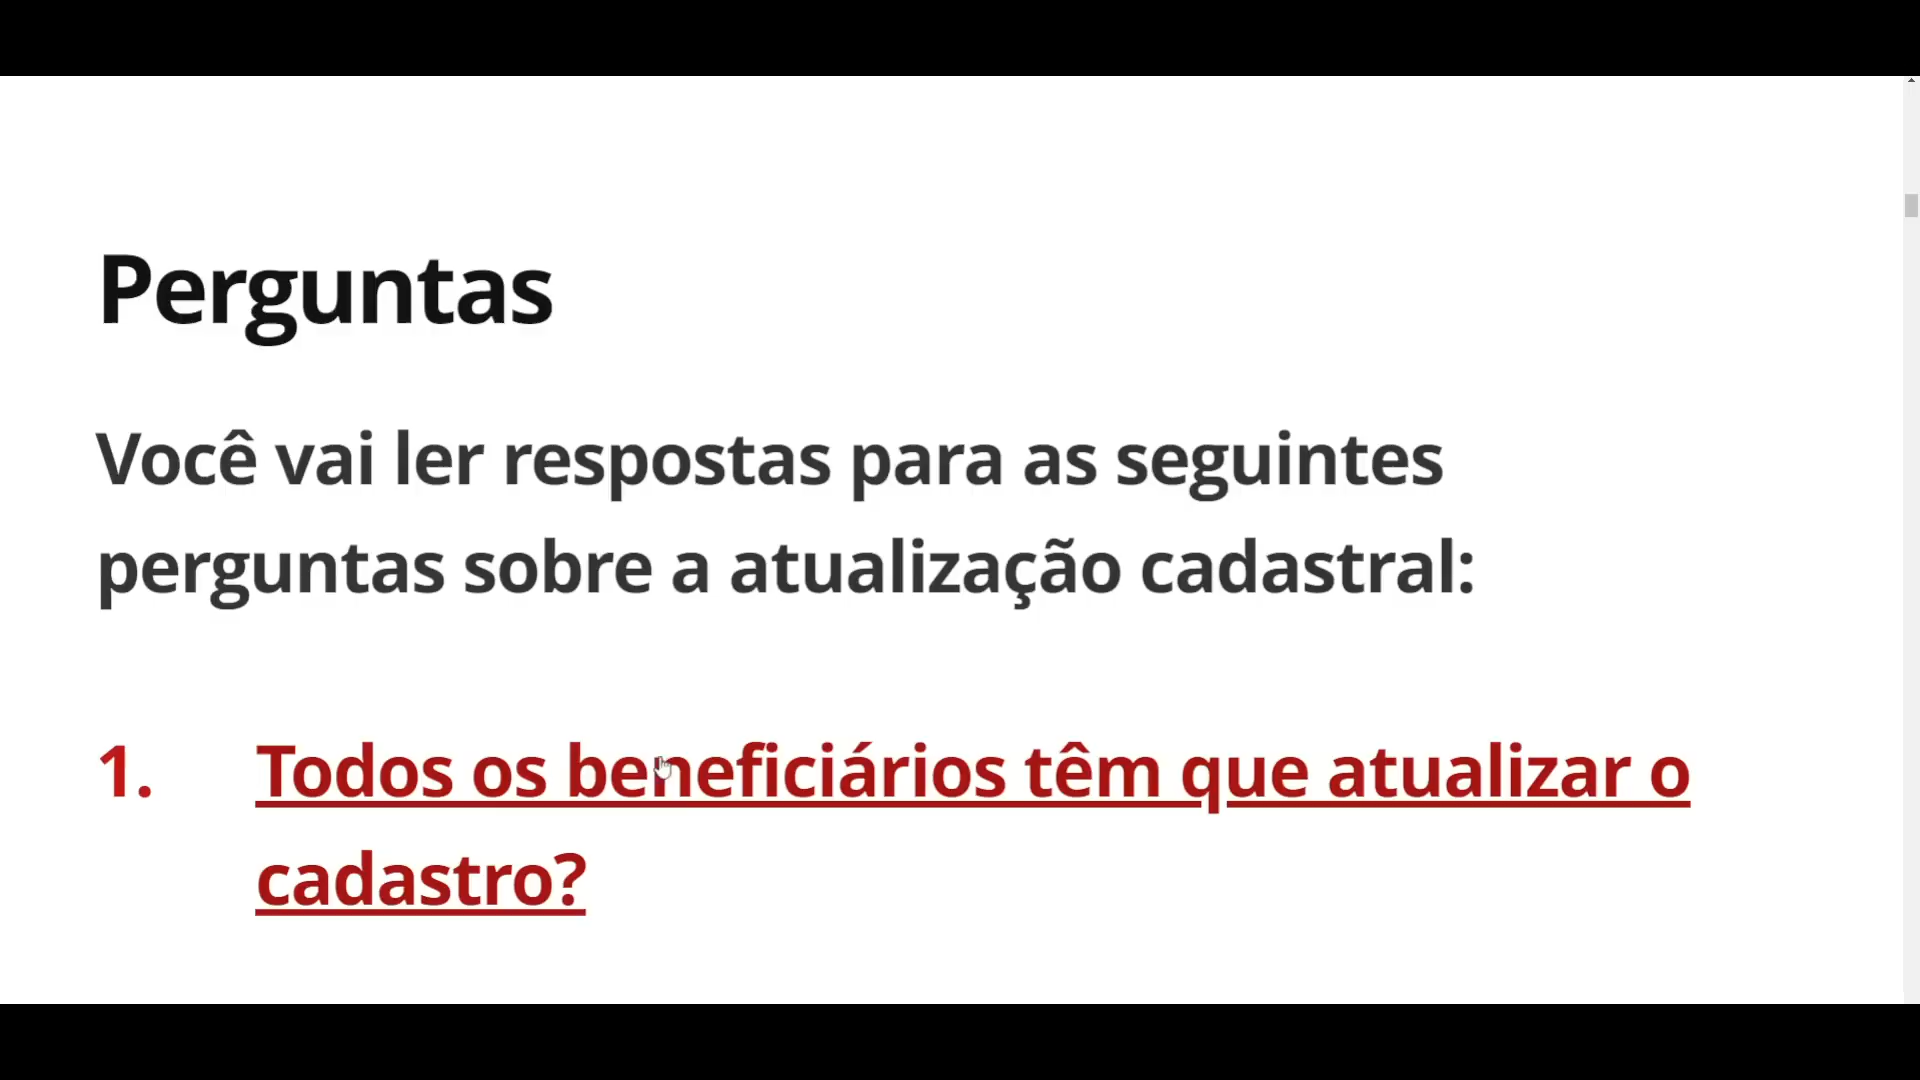 Perguntas
Você vai ler respostas para as seguintes
perguntas sobre a atualização cadastral:
1. Todos os beneficiários têm que atualizar o
cadastro?